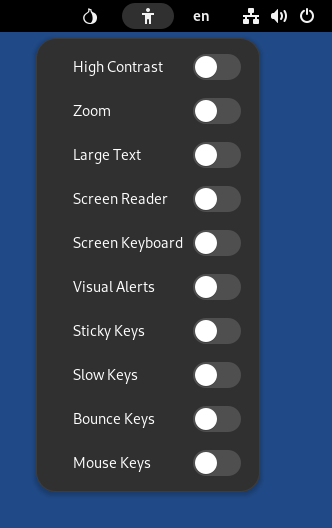 en
High Contrast
Zoom
Large Text
Screen Reader
Screen Keyboard
Visual Alerts
Sticky Keys
Slow Keys
Bounce Keys
Mouse Keys